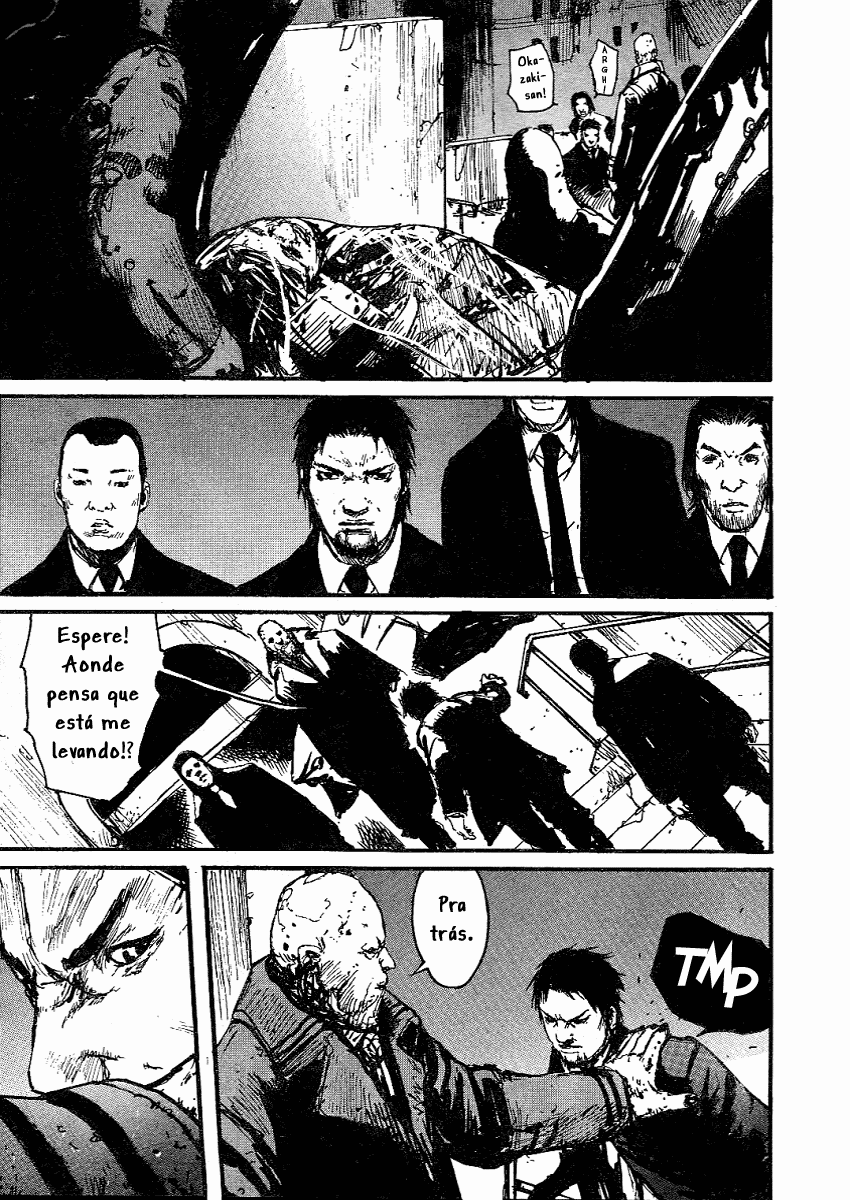 ARGH!
Oka-
zaki-
san!
Espere!
Aonde
pensa que
está me
levando!?
Pra
trás.
TMP